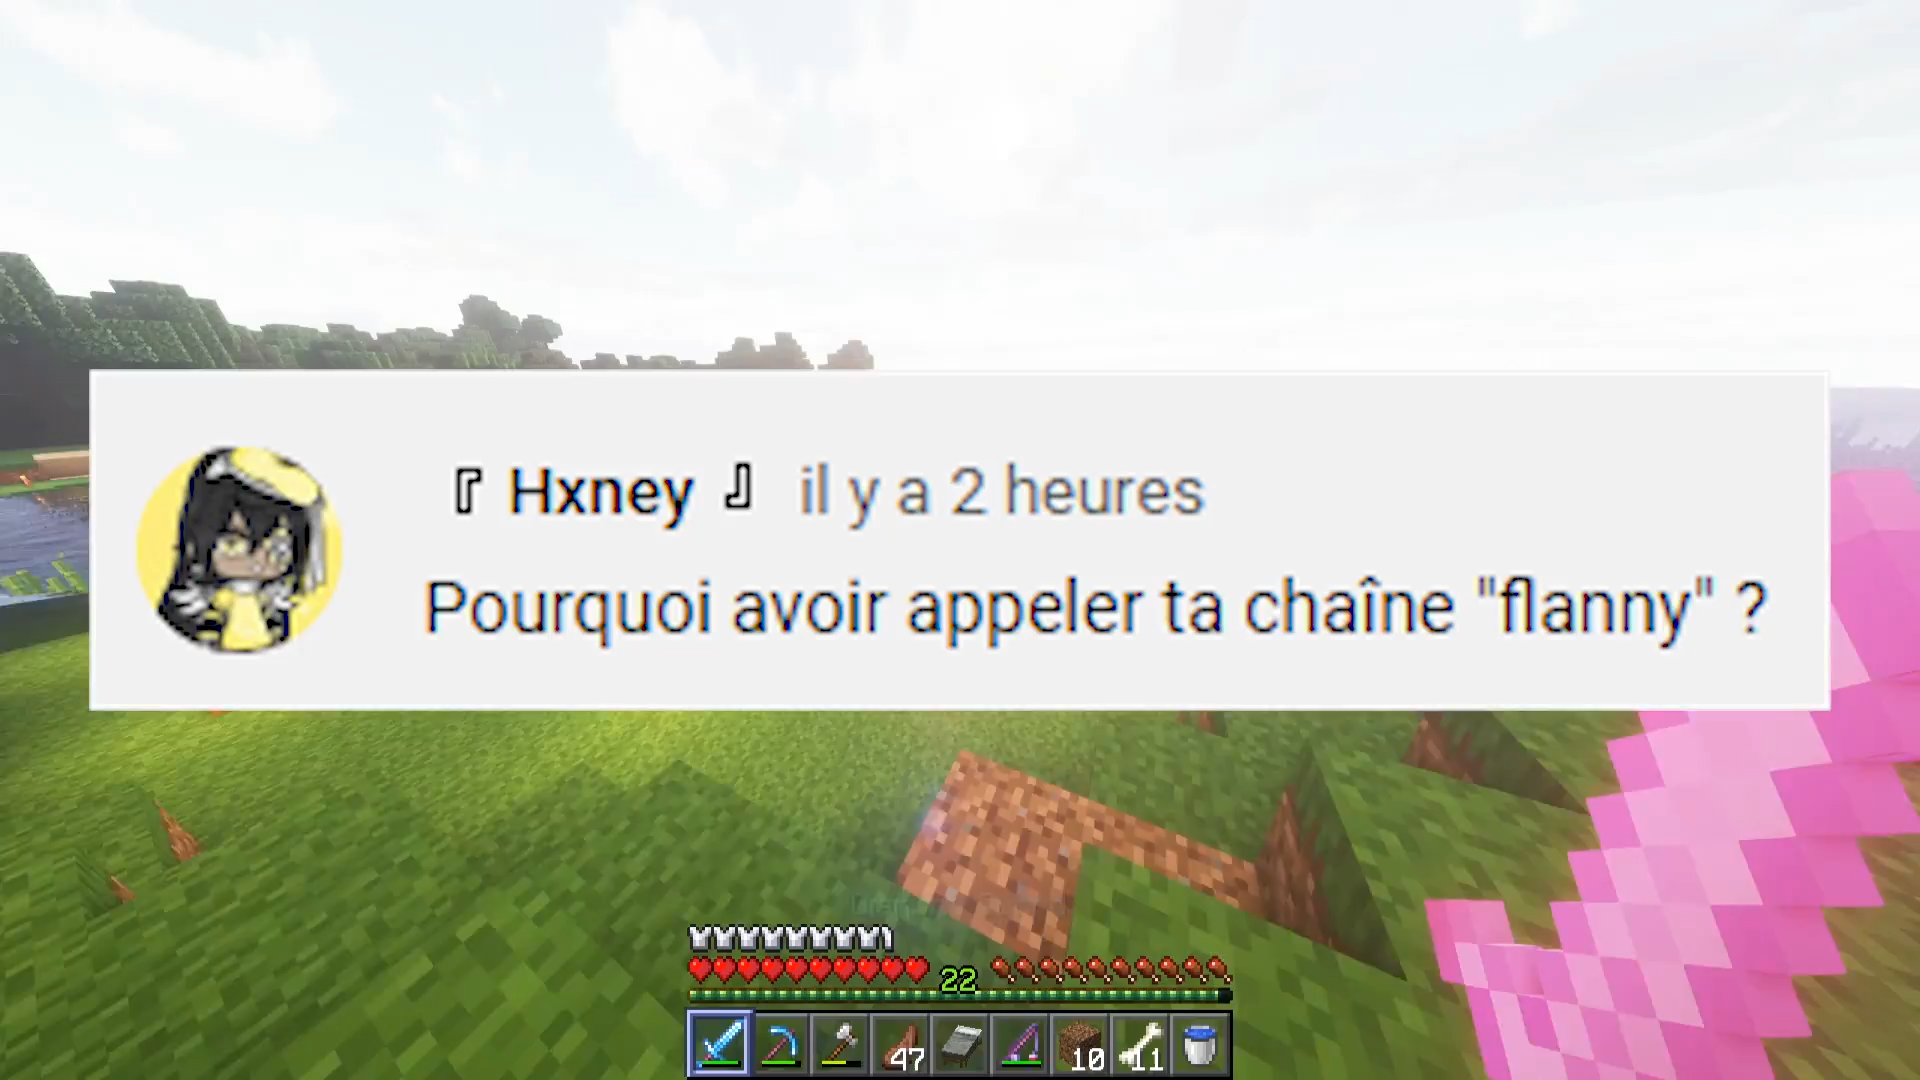 『 Hxney 』 il y a 2 heures
Pourquoi avoir appeler ta chaîne "flanny" ?
22
47
10
11